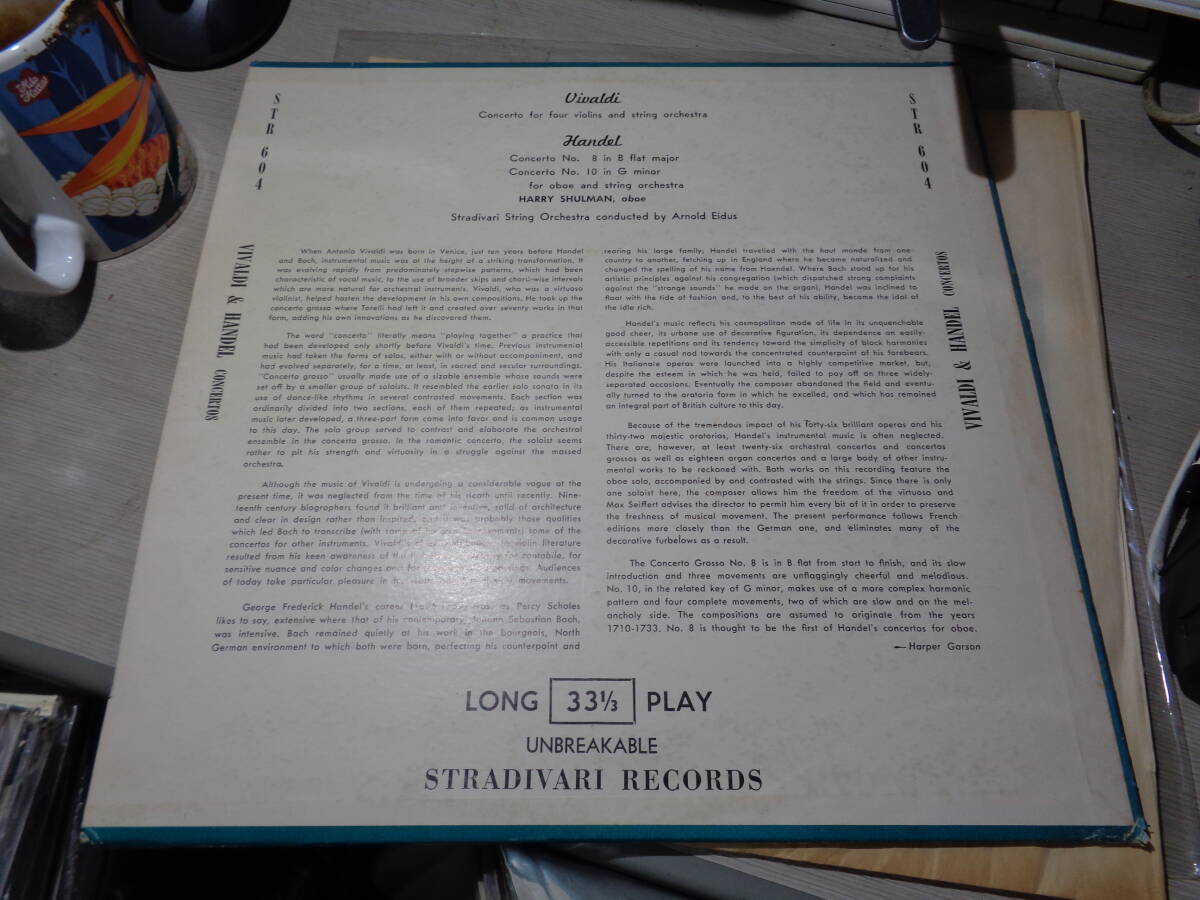 Vivaldi
Concerto for four violins and string orchestra
Handel
Concerto No. 8 in B flat major
Concerto No. 10 in G minor
for oboe and string orchestra
HARRY SHULMAN, oboe
Stradivari String Orchestra conducted by Arnold Eidus
STR 604
STR 604
VIVALDI & HANDEL CONCERTOS
When Antonio Vivaldi was born in Venice, just ten years before Handel
and Bach, instrumental music was at the height of a striking transformation. It
was evolving rapidly from predominately stepwise patterns, which had been
characteristic of vocal music, to the use of broader skips and chord-wise intervals
which are more natural for orchestral instruments. Vivaldi, who was a virtuoso
violinist, helped hasten the development in his own compositions. He took up the
concerto grosso where Torelli had left it and created over seventy works in that
form, adding his own innovations as he discovered them.
The word "concerto" literally means "playing together" a practice that
had been developed only shortly before Vivaldi's time. Previous instrumental
music had taken the forms of solos, either with or without accompaniment, and
had evolved separately, for a time, at least, in sacred and secular surroundings.
"Concerto grosso" usually made use of a sizable ensemble whose sounds were
set off by a smaller group of soloists. It resembled the earlier solo sonata in its
use of dance-like rhythms in several contrasted movements. Each section was
ordinarily divided into two sections, each of them repeated; as instrumental
music later developed, a three-part form came into favor and is common usage
to this day. The solo group served to contrast and elaborate the orchestral
ensemble in the concerto grosso. In the romantic concerto, the soloist seems
rather to pit his strength and virtuosity in a struggle against the massed
orchestra.
Although the music of Vivaldi is undergoing a considerable vogue at the
present time, it was neglected from the time of his death until recently. Nine-
teenth century biographers found it brilliant and inventive, solid of architecture
and clear in design rather than inspired, and it was probably those qualities
which led Bach to transcribe (with some of his own embellishments) some of the
concertos for other instruments. Vivaldi's violin literature
resulted from his keen awareness of the for cantabile, for
sensitive nuance and color changes and for Audiences
of today take particular pleasure in his movements.
George Frederick Handel's career as Percy Scholes
likes to say, extensive where that of his contemporary, Johann Sebastian Bach,
was intensive. Bach remained quietly at his work in the bourgeois, North
German environment to which both were born, perfecting his counterpoint and
rearing his large family; Handel travelled with the haut monde from one
country to another, fetching up in England where he became naturalized and
changed the spelling of his name from Haendel. Where Bach stood up for his
artistic principles against his congregation (which dispatched strong complaints
against the "strange sounds" he made on the organ), Handel was inclined to
float with the tide of fashion and, to the best of his ability, become the idol of
the idle rich.
Handel's music reflects his cosmopolitan mode of life in its unquenchable
good cheer, its urbane use of decorative figuration, its dependence on easily-
accessible repetitions and its tendency toward the simplicity of block harmonies
with only a casual nod towards the concentrated counterpoint of his forebears.
His Italianate operas were launched into a highly competitive market, but,
despite the esteem in which he was held, failed to pay off on three widely-
separated occasions. Eventually the composer abandoned the field and eventu-
ally turned to the oratorio form in which he excelled, and which has remained
an integral part of British culture to this day.
Because of the tremendous impact of his forty-six brilliant operas and his
thirty-two majestic oratorios, Handel's instrumental music is often neglected.
There are, however, at least twenty-six orchestral concertos and concertos
grossos as well as eighteen organ concertos and a large body of other instru-
mental works to be reckoned with. Both works on this recording feature the
oboe solo, accompanied by and contrasted with the strings. Since there is only
one soloist here, the composer allows him the freedom of the virtuoso and
Max Seiffert advises the director to permit him every bit of it in order to preserve
the freshness of musical movement. The present performance follows French
editions more closely than the German one, and eliminates many of the
decorative furbelows as a result.
The Concerto Grosso No. 8 is in B flat from start to finish, and its slow
introduction and three movements are unflaggingly cheerful and melodious.
No. 10, in the related key of G minor, makes use of a more complex harmonic
pattern and four complete movements, two of which are slow and on the mel-
ancholy side. The compositions are assumed to originate from the years
1710-1733. No. 8 is thought to be the first of Handel's concertos for oboe.
—Harper Garson
VIVALDI & HANDEL CONCERTOS
LONG 33⅓ PLAY
UNBREAKABLE
STRADIVARI RECORDS